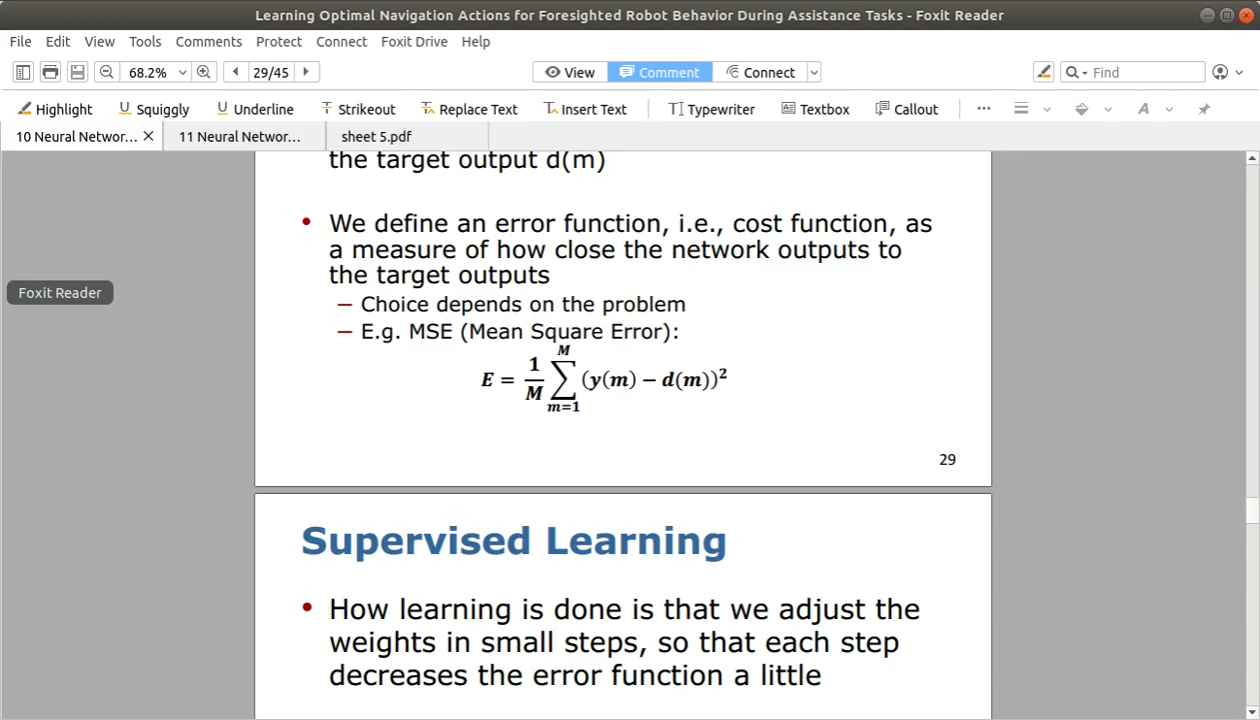 Learning Optimal Navigation Actions for Foresighted Robot Behavior During Assistance Tasks - Foxit Reader
File Edit View Tools Comments Protect Connect Foxit Drive Help
68.2% 29/45 View Comment Connect Find
Highlight Squiggly Underline Strikeout Replace Text Insert Text Typewriter Textbox Callout ...
10 Neural Networ... 11 Neural Networ... sheet 5.pdf
the target output d(m)
• We define an error function, i.e., cost function, as
a measure of how close the network outputs to
the target outputs
Foxit Reader
– Choice depends on the problem
– E.g. MSE (Mean Square Error):
E = 1/M ∑_{m=1}^{M} (y(m) − d(m))²
29
Supervised Learning
• How learning is done is that we adjust the
weights in small steps, so that each step
decreases the error function a little